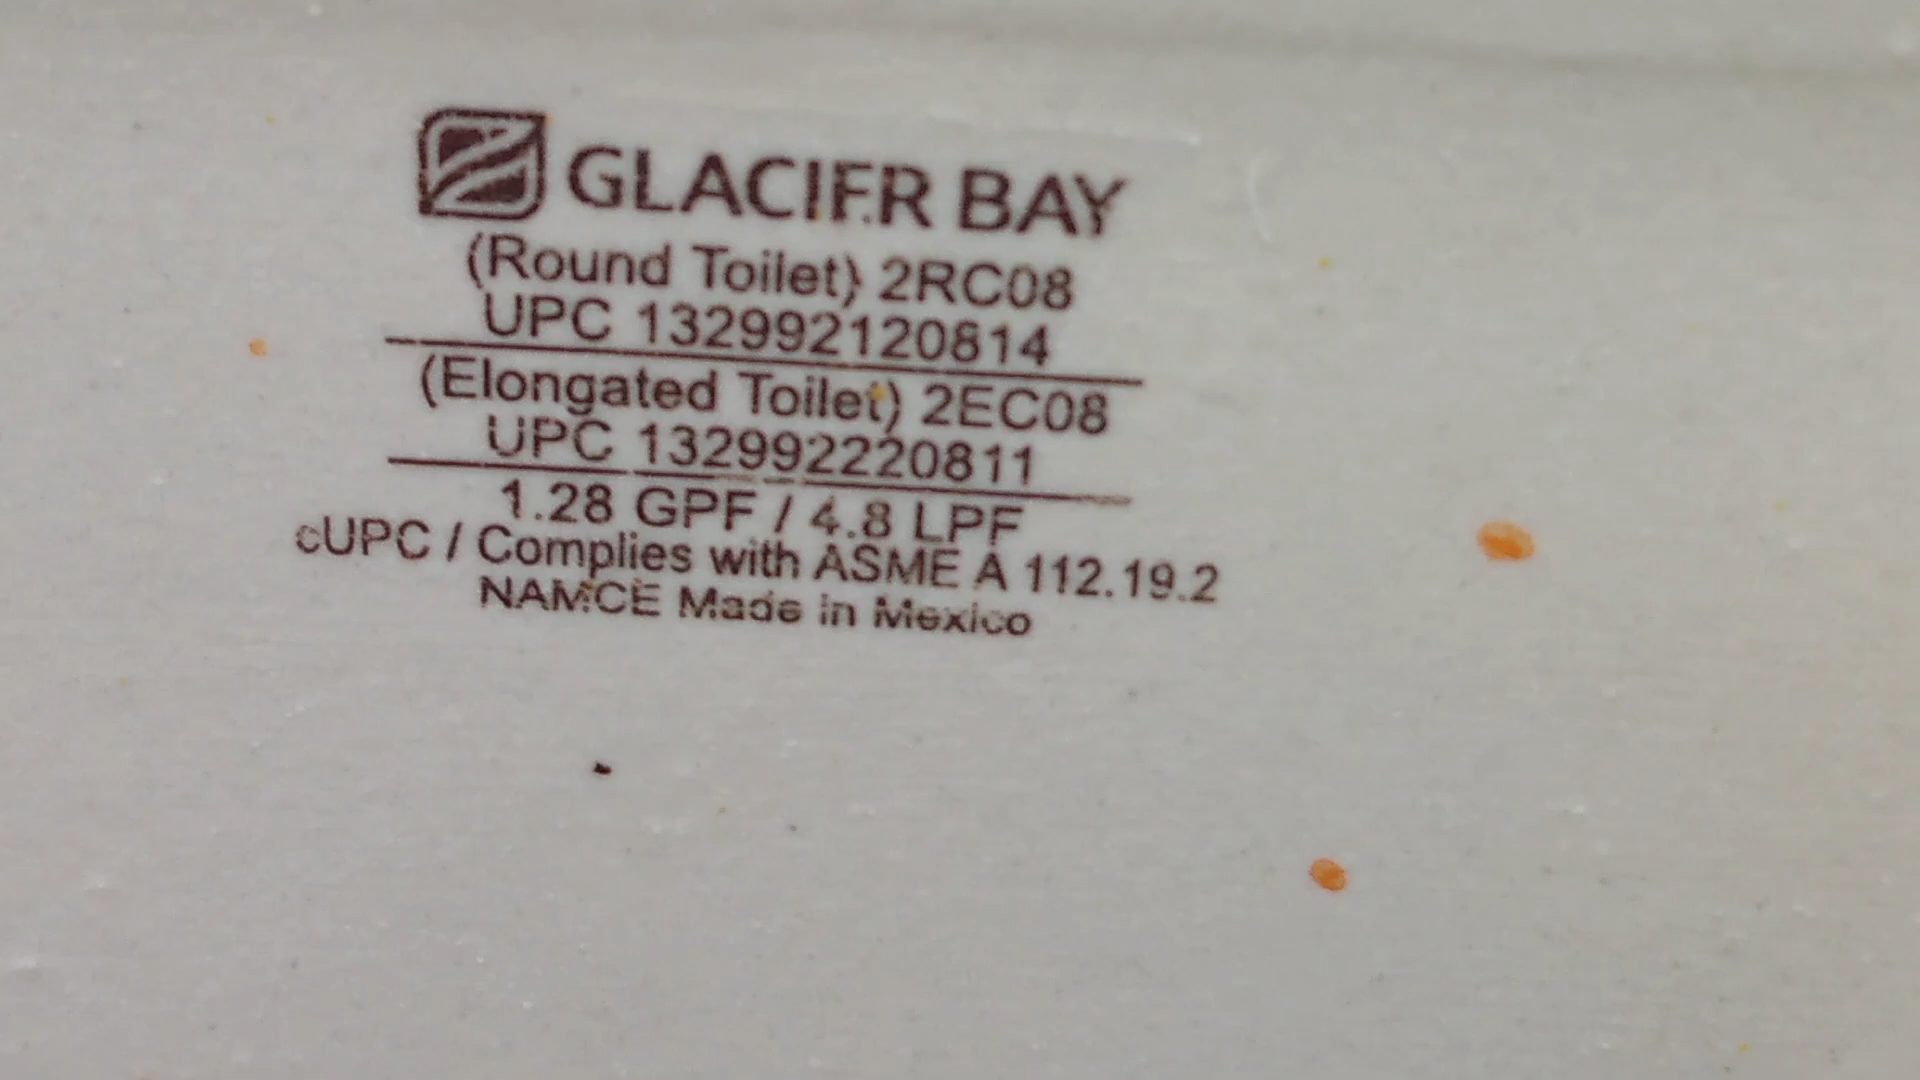 GLACIER BAY
(Round Toilet) 2RC08
UPC 132992120814
(Elongated Toilet) 2EC08
UPC 132992220811
1.28 GPF / 4.8 LPF
cUPC / Complies with ASME A 112.19.2
NAMCE Made in Mexico